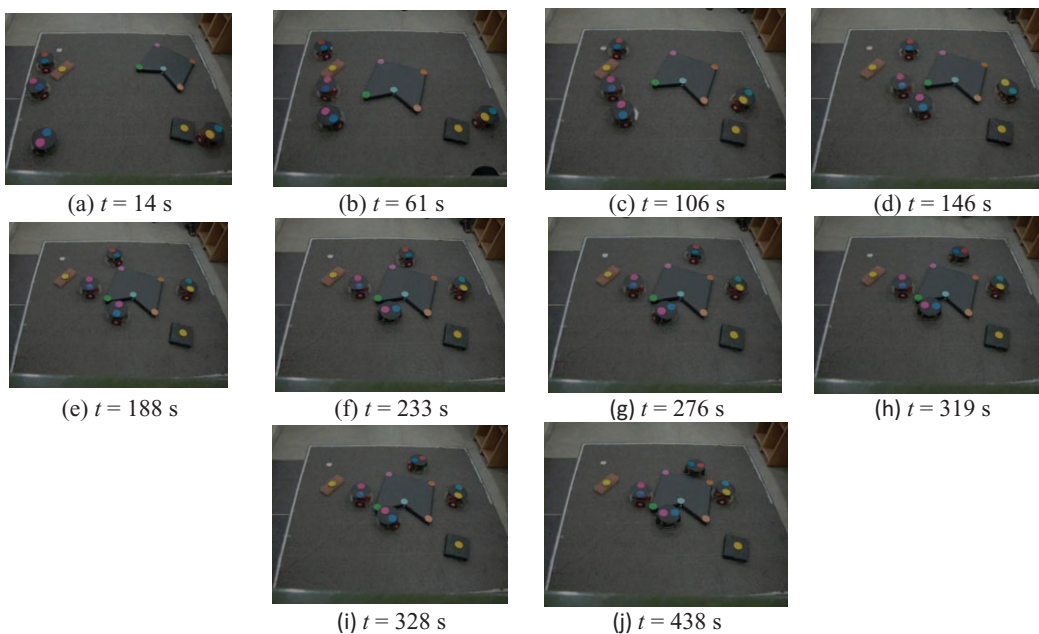 (a) t = 14 s
(b) t = 61 s
(c) t = 106 s
(d) t = 146 s
(e) t = 188 s
(f) t = 233 s
(g) t = 276 s
(h) t = 319 s
(i) t = 328 s
(j) t = 438 s